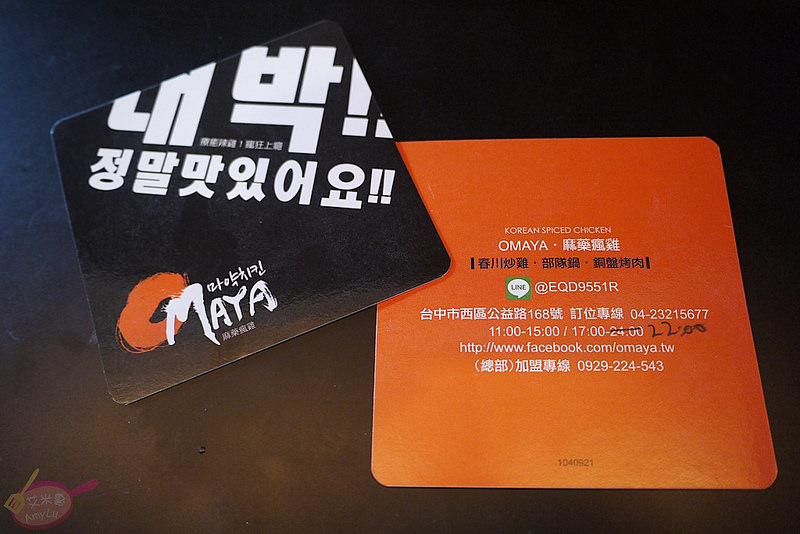 대박!!
療癒辣雞！瘋狂上癮
정말맛있어요!!
마약치킨
OMAYA
麻藥瘋雞
KOREAN SPICED CHICKEN
OMAYA‧麻藥瘋雞
春川炒雞‧部隊鍋‧銅盤烤肉
LINE @EQD9551R
台中市西區公益路168號 訂位專線 04-23215677
11:00-15:00 / 17:00-24:00 22:00
http://www.facebook.com/omaya.tw
(總部)加盟專線 0929-224-543
1040921
艾米魯
AmyLu